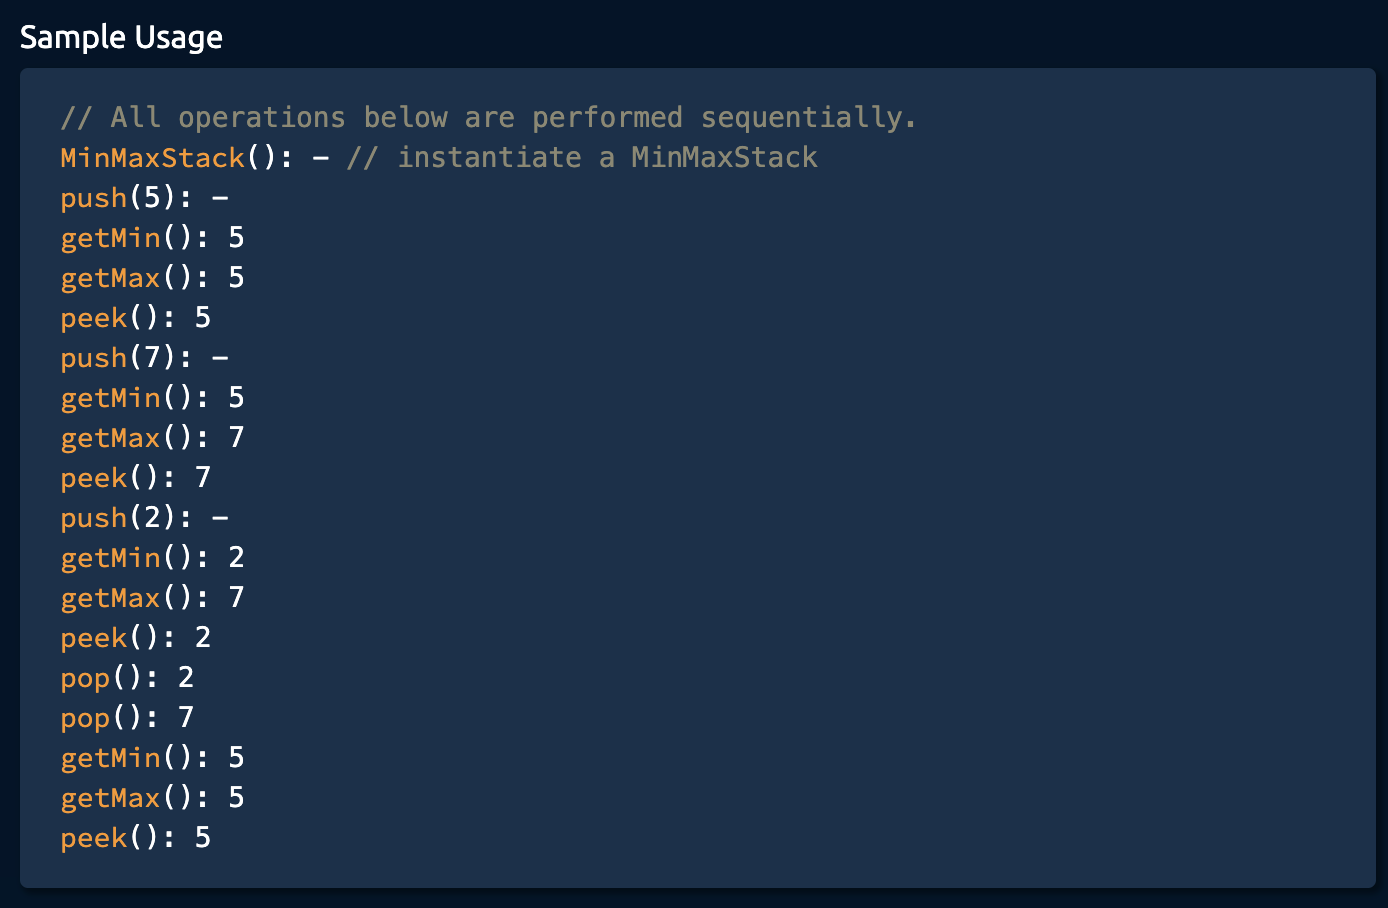 Sample Usage
// All operations below are performed sequentially.
MinMaxStack(): - // instantiate a MinMaxStack
push(5): -
getMin(): 5
getMax(): 5
peek(): 5
push(7): -
getMin(): 5
getMax(): 7
peek(): 7
push(2): -
getMin(): 2
getMax(): 7
peek(): 2
pop(): 2
pop(): 7
getMin(): 5
getMax(): 5
peek(): 5